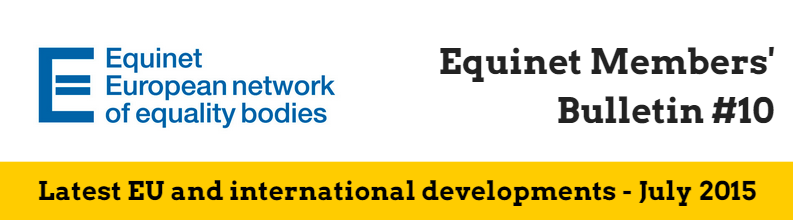 Equinet
European network
of equality bodies
Equinet Members'
Bulletin #10
Latest EU and international developments - July 2015